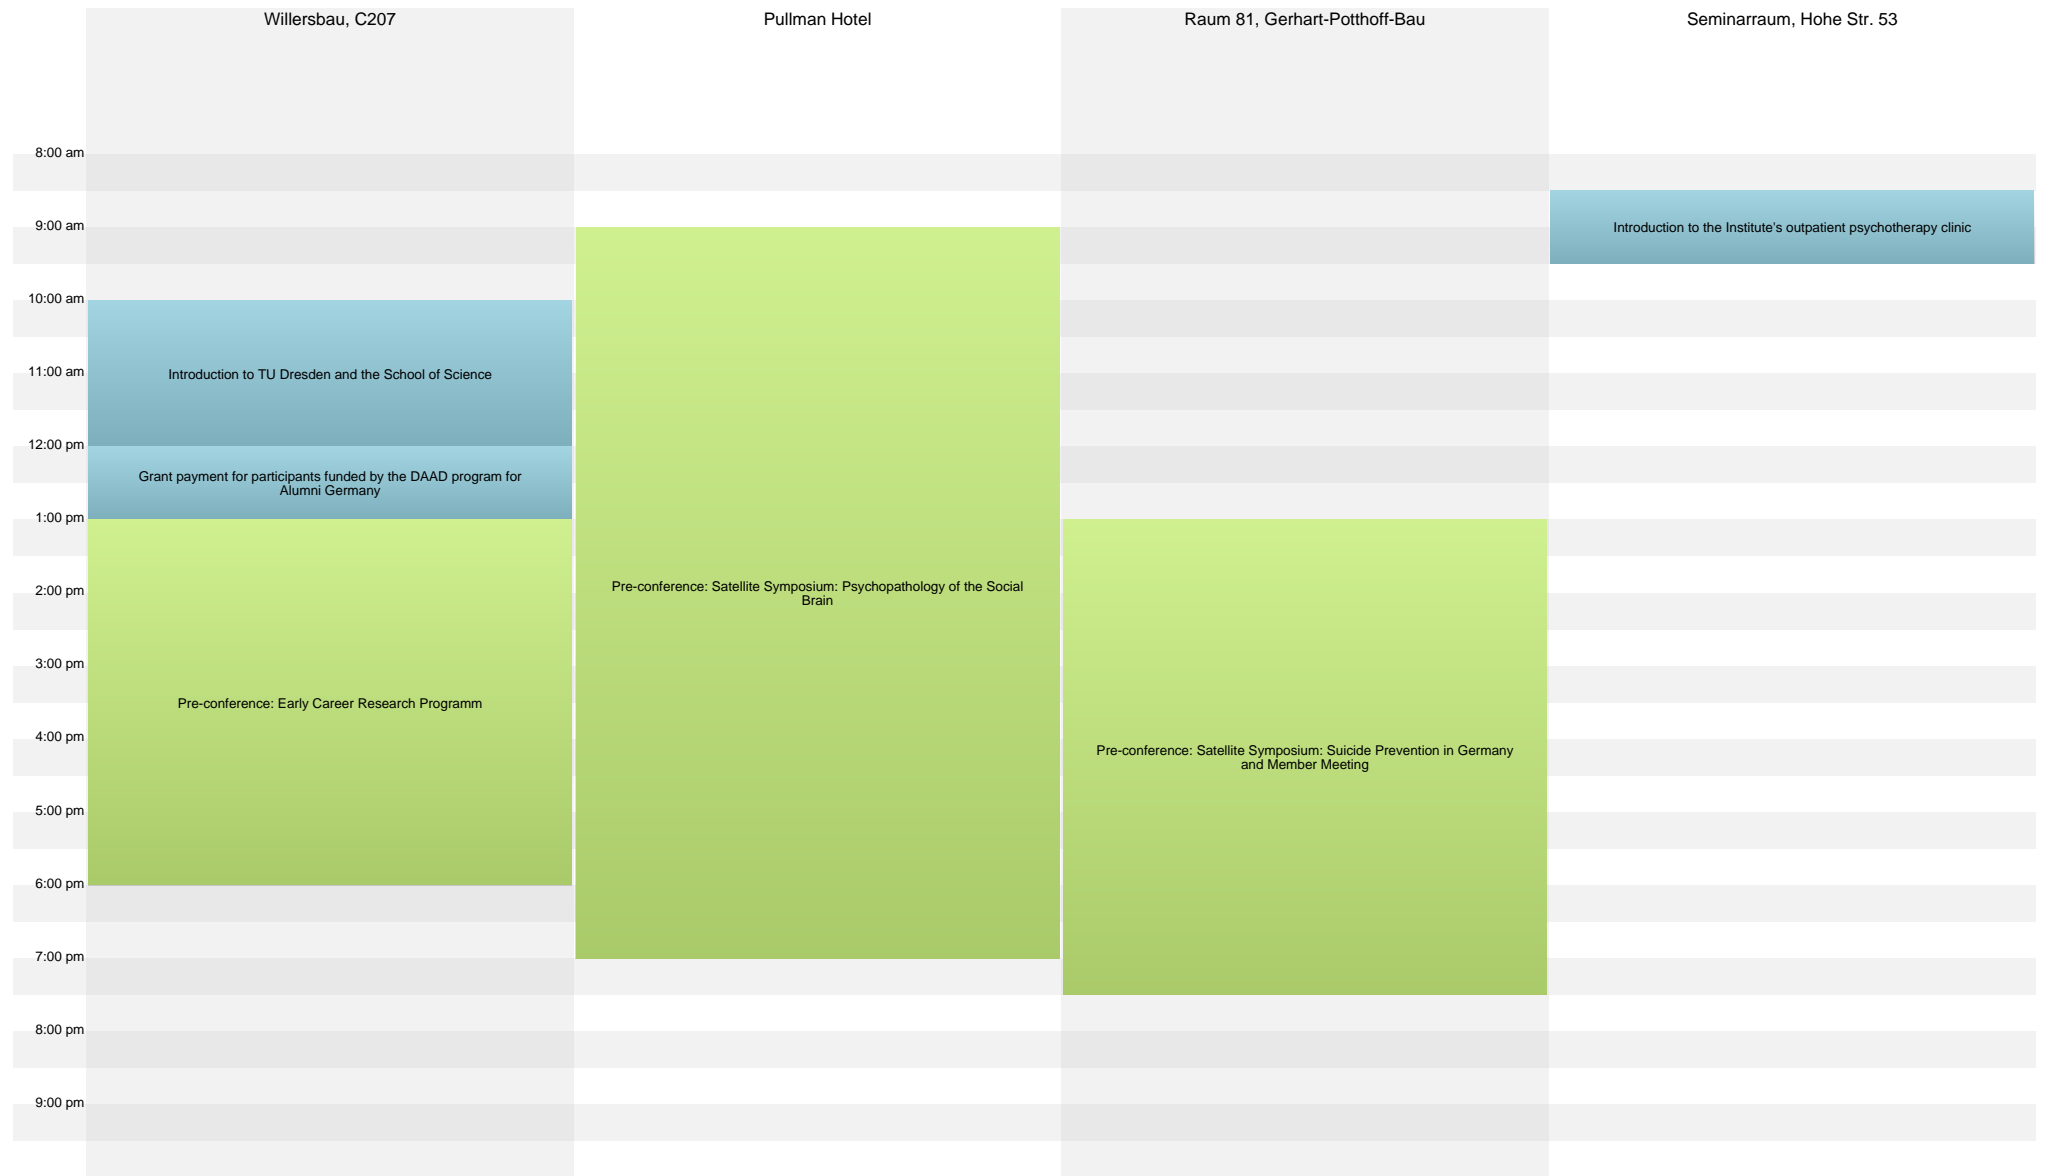 Willersbau, C207
Pullman Hotel
Raum 81, Gerhart-Potthoff-Bau
Seminarraum, Hohe Str. 53
8:00 am
9:00 am
Introduction to the Institute's outpatient psychotherapy clinic
10:00 am
11:00 am
Introduction to TU Dresden and the School of Science
12:00 pm
Grant payment for participants funded by the DAAD program for
Alumni Germany
1:00 pm
2:00 pm
Pre-conference: Satellite Symposium: Psychopathology of the Social
Brain
3:00 pm
Pre-conference: Early Career Research Programm
4:00 pm
Pre-conference: Satellite Symposium: Suicide Prevention in Germany
and Member Meeting
5:00 pm
6:00 pm
7:00 pm
8:00 pm
9:00 pm